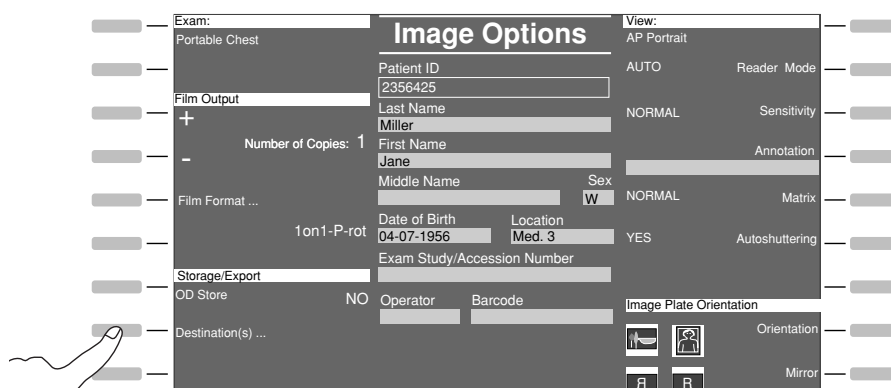 Exam:
Portable Chest
Film Output
+
Number of Copies: 1
-
Film Format ...
1on1-P-rot
Storage/Export
OD Store NO
Destination(s) ...
Image Options
Patient ID
2356425
Last Name
Miller
First Name
Jane
Middle Name Sex
W
Date of Birth Location
04-07-1956 Med. 3
Exam Study/Accession Number
Operator Barcode
View:
AP Portrait
AUTO Reader Mode
NORMAL Sensitivity
Annotation
NORMAL Matrix
YES Autoshuttering
Image Plate Orientation
Orientation
Mirror
R R